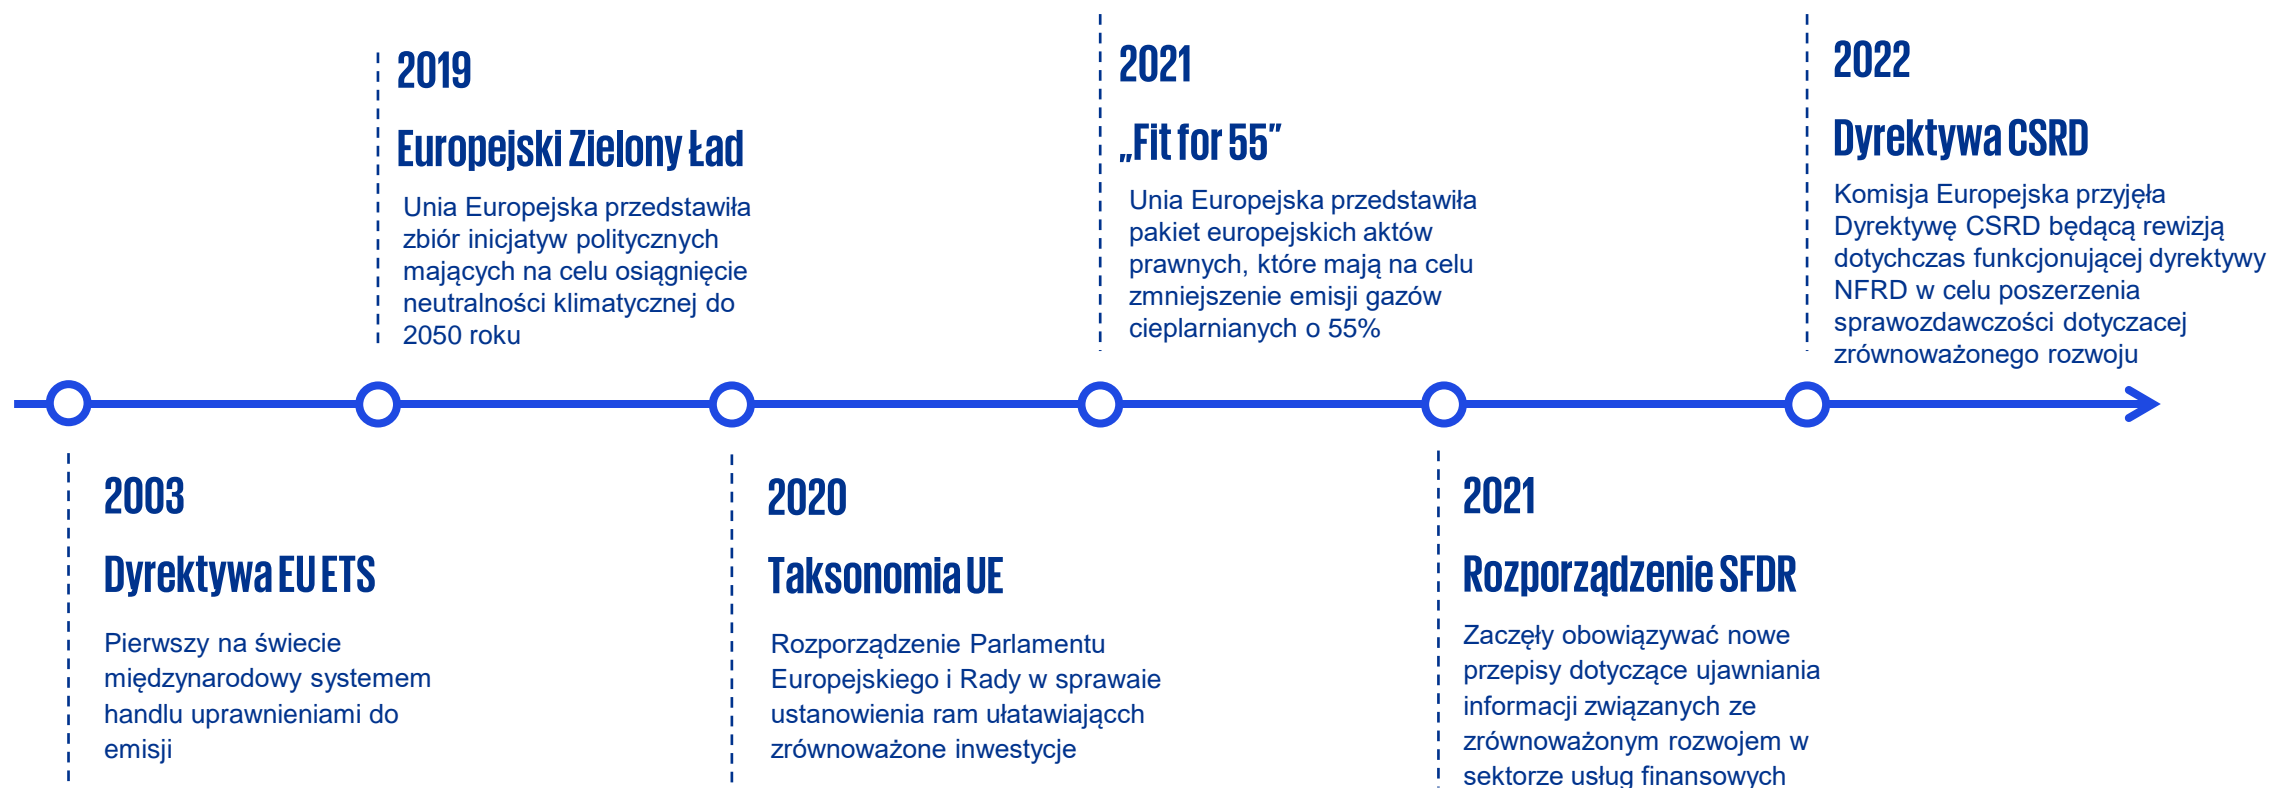 2019
Europejski Zielony Ład
Unia Europejska przedstawiła
zbiór inicjatyw politycznych
mających na celu osiągnięcie
neutralności klimatycznej do
2050 roku
2021
„Fit for 55”
Unia Europejska przedstawiła
pakiet europejskich aktów
prawnych, które mają na celu
zmniejszenie emisji gazów
cieplarnianych o 55%
2022
Dyrektywa CSRD
Komisja Europejska przyjęła
Dyrektywę CSRD będącą rewizją
dotychczas funkcjonującej dyrektywy
NFRD w celu poszerzenia
sprawozdawczości dotyczacej
zrównoważonego rozwoju
2003
Dyrektywa EU ETS
Pierwszy na świecie
międzynarodowy systemem
handlu uprawnieniami do
emisji
2020
Taksonomia UE
Rozporządzenie Parlamentu
Europejskiego i Rady w sprawaie
ustanowienia ram ułatawiającch
zrównoważone inwestycje
2021
Rozporządzenie SFDR
Zaczęły obowiązywać nowe
przepisy dotyczące ujawniania
informacji związanych ze
zrównoważonym rozwojem w
sektorze usług finansowych